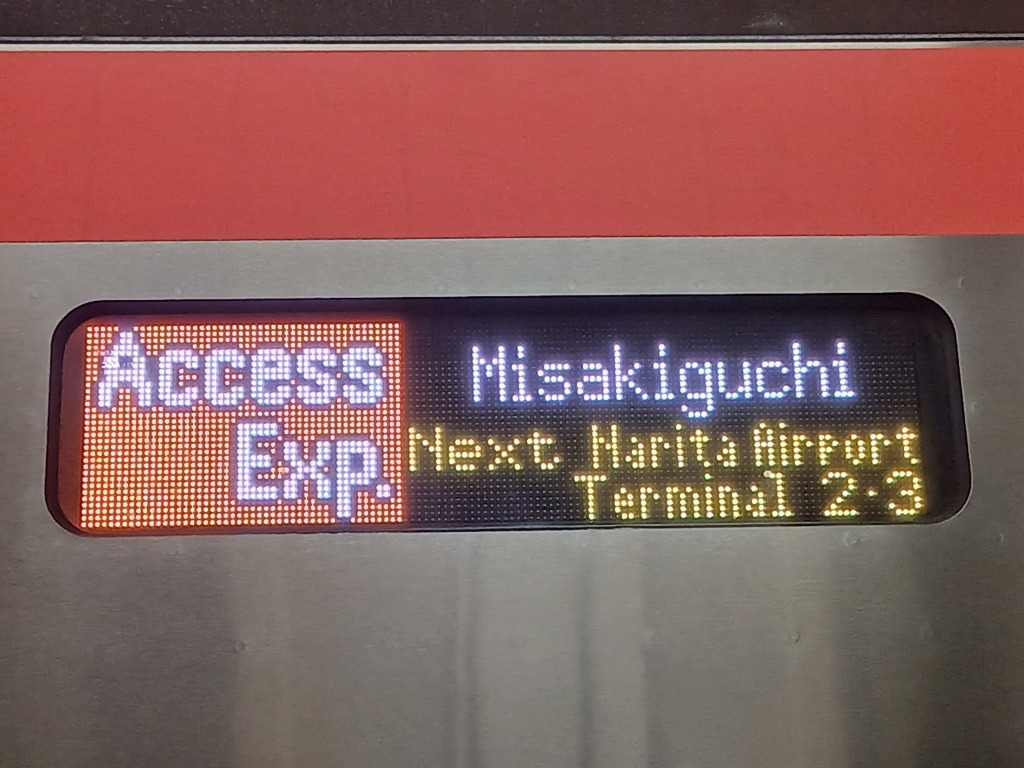 Access
Exp.
Misakiguchi
Next Narita Airport
Terminal 2·3